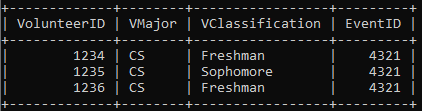 +-------------+--------+-----------------+---------+
| VolunteerID | VMajor | VClassification | EventID |
+-------------+--------+-----------------+---------+
|        1234 | CS     | Freshman        |    4321 |
|        1235 | CS     | Sophomore       |    4321 |
|        1236 | CS     | Freshman        |    4321 |
+-------------+--------+-----------------+---------+